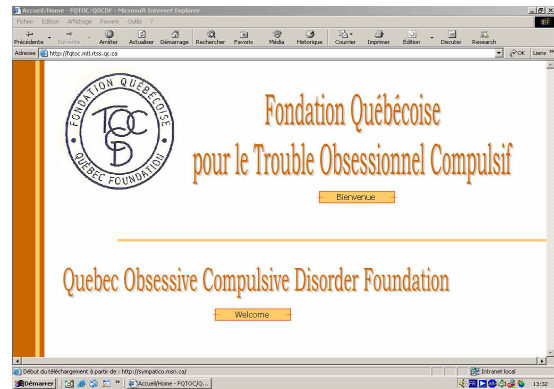 Accueil/Home - FQTOC/QOCDF - Microsoft Internet Explorer
Fichier Edition Affichage Favoris Outils ?
Précédente Suivante Arrêter Actualiser Démarrage Rechercher Favoris Média Historique Courrier Imprimer Edition Discuter Research
Adresse http://fqtoc.mtl.rtss.qc.ca OK Liens »
FONDATION QUÉBÉCOISE
TOC
OCD
QUÉBEC FOUNDATION
Fondation Québécoise
pour le Trouble Obsessionnel Compulsif
Bienvenue
Quebec Obsessive Compulsive Disorder Foundation
Welcome
Début du téléchargement à partir de : http://sympatico.msn.ca/ Intranet local
Démarrer » Accueil/Home - FQTOC/Q... 13:52